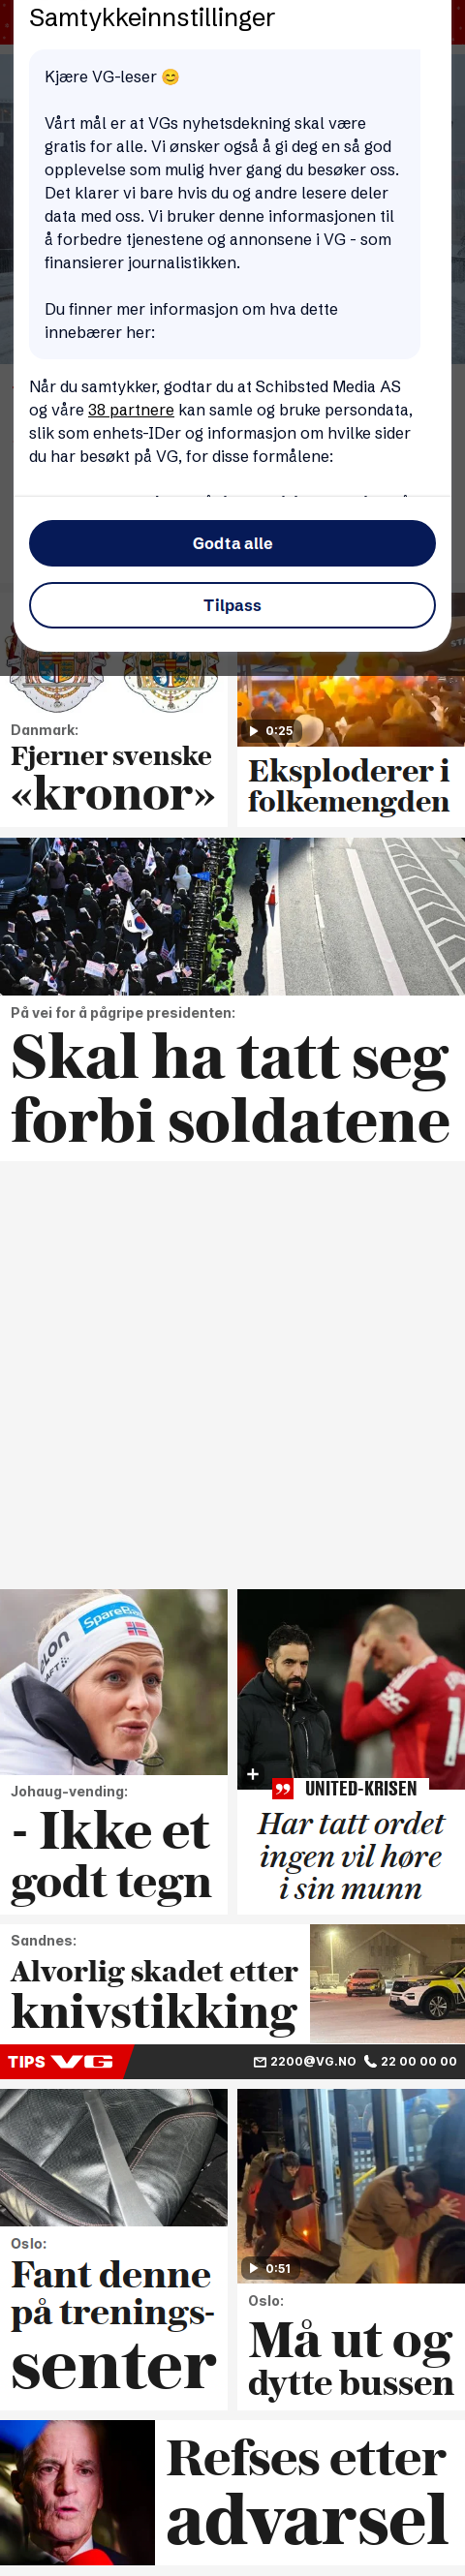 Samtykkeinnstillinger
Kjære VG-leser 😊
Vårt mål er at VGs nyhetsdekning skal være
gratis for alle. Vi ønsker også å gi deg en så god
opplevelse som mulig hver gang du besøker oss.
Det klarer vi bare hvis du og andre lesere deler
data med oss. Vi bruker denne informasjonen til
å forbedre tjenestene og annonsene i VG - som
finansierer journalistikken.
Du finner mer informasjon om hva dette
innebærer her:
Når du samtykker, godtar du at Schibsted Media AS
og våre 38 partnere kan samle og bruke persondata,
slik som enhets-IDer og informasjon om hvilke sider
du har besøkt på VG, for disse formålene:
Godta alle
Tilpass
Danmark:
Fjerner svenske
«kronor»
0:25
Eksploderer i
folkemengden
På vei for å pågripe presidenten:
Skal ha tatt seg
forbi soldatene
Johaug-vending:
- Ikke et
godt tegn
UNITED-KRISEN
Har tatt ordet
ingen vil høre
i sin munn
Sandnes:
Alvorlig skadet etter
knivstikking
TIPS VG
2200@VG.NO 22 00 00 00
Oslo:
Fant denne
på trenings-
senter
0:51
Oslo:
Må ut og
dytte bussen
Refses etter
advarsel